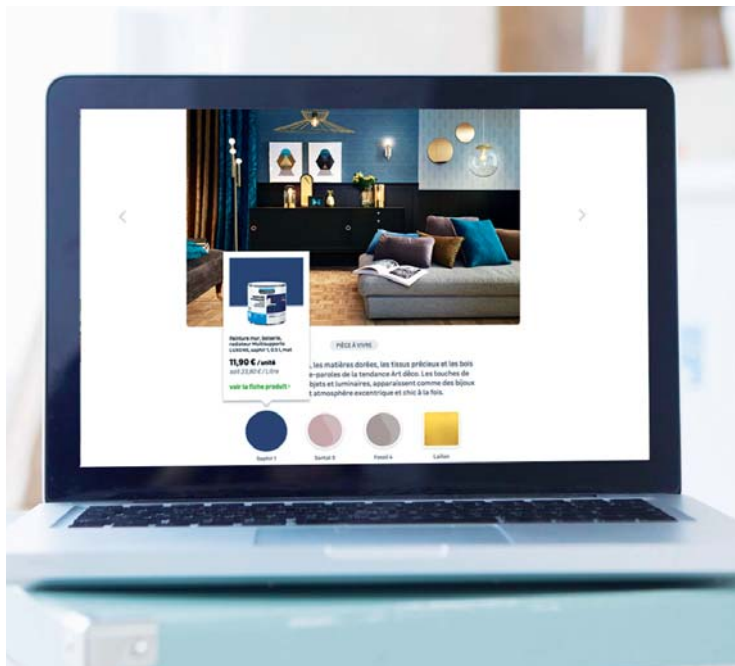 PIÈCE À VIVRE
Peinture mur, boiserie,
radiateur Multisupports
LUXENS, saphir 1, 0.5 l, mat
11,90 € / unité
soit 23,80 € / Litre
voir la fiche produit ›
, les matières dorées, les tissus précieux et les bois
e-paroles de la tendance Art déco. Les touches de
bjets et luminaires, apparaissent comme des bijoux
t atmosphère excentrique et chic à la fois.
Saphir 1
Santal 5
Fossil 4
Laiton